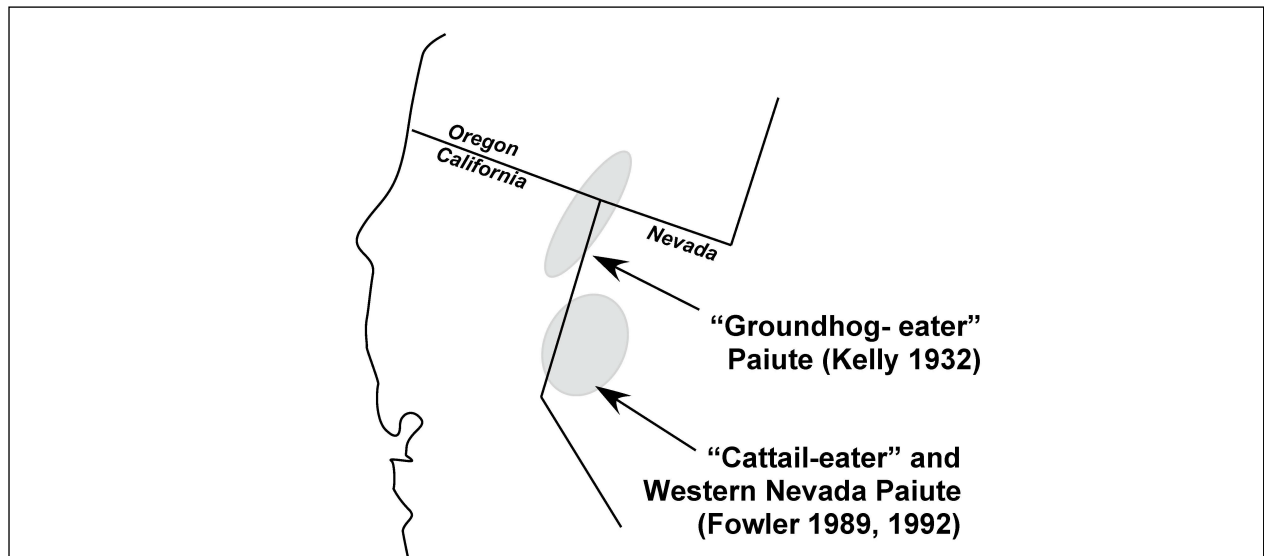 Oregon
California
Nevada
“Groundhog- eater”
Paiute (Kelly 1932)
“Cattail-eater” and
Western Nevada Paiute
(Fowler 1989, 1992)